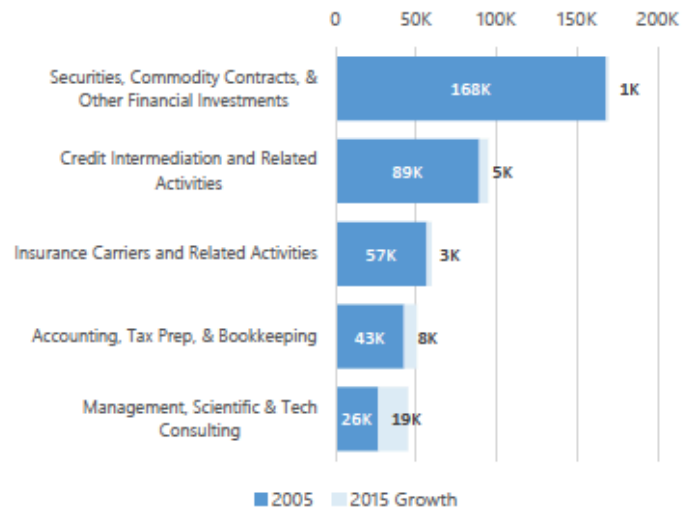 0 50K 100K 150K 200K
Securities, Commodity Contracts, &
Other Financial Investments
168K 1K
Credit Intermediation and Related
Activities
89K 5K
Insurance Carriers and Related Activities 57K 3K
Accounting, Tax Prep, & Bookkeeping 43K 8K
Management, Scientific & Tech
Consulting
26K 19K
2005 2015 Growth